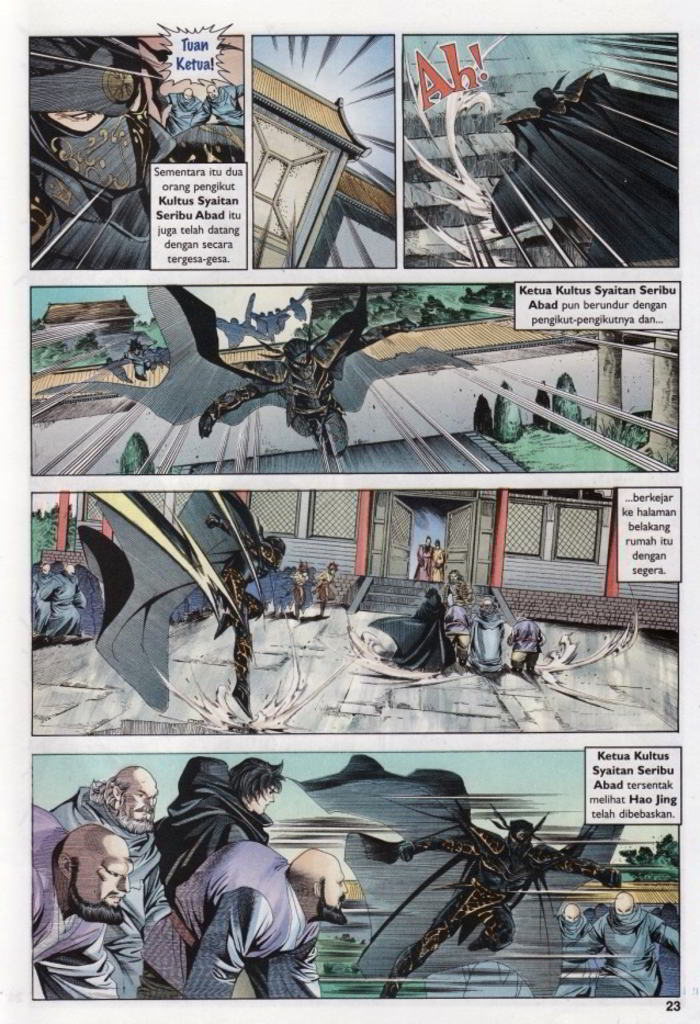 Tuan
Ketua!
Sementara itu dua
orang pengikut
Kultus Syaitan
Seribu Abad itu
juga telah datang
dengan secara
tergesa-gesa.
Ah!
Ketua Kultus Syaitan Seribu
Abad pun berundur dengan
pengikut-pengikutnya dan...
...berkejar
ke halaman
belakang
rumah itu
dengan
segera.
Ketua Kultus
Syaitan Seribu
Abad tersentak
melihat Hao Jing
telah dibebaskan.
23